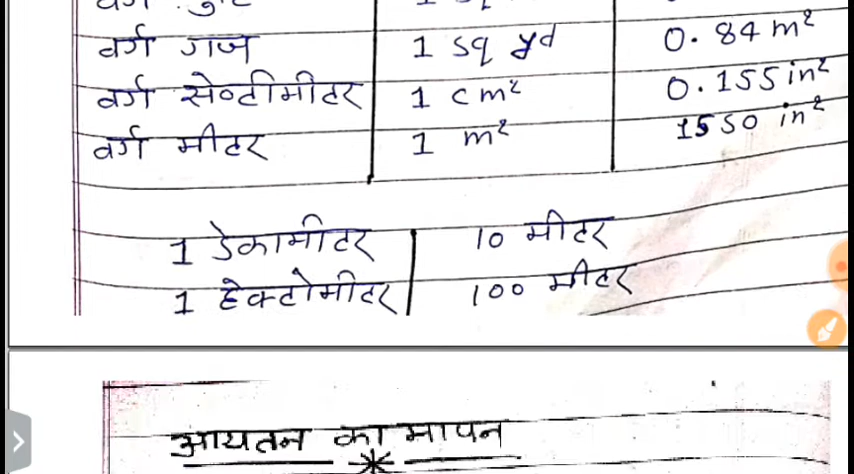 वर्ग गज 1 sq yd 0.84 m²
वर्ग सेण्टीमीटर 1 cm² 0.155 in²
वर्ग मीटर 1 m² 1550 in²
1 डेकामीटर 10 मीटर
1 हेक्टोमीटर 100 मीटर
आयतन का मापन